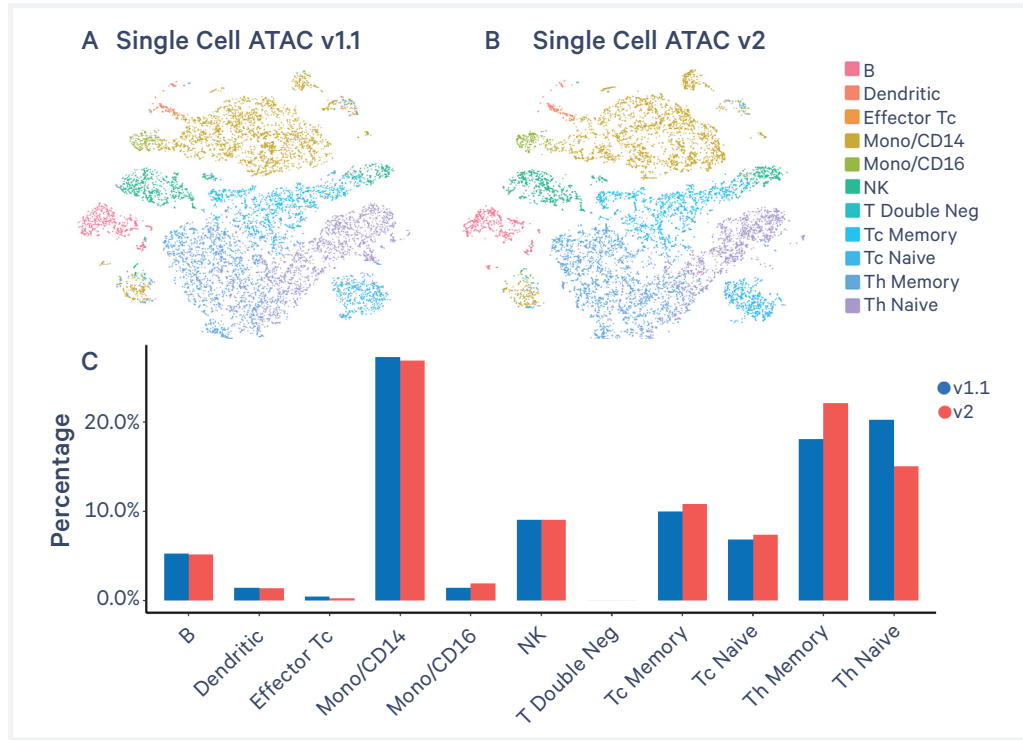 A Single Cell ATAC v1.1
B Single Cell ATAC v2
B
Dendritic
Effector Tc
Mono/CD14
Mono/CD16
NK
T Double Neg
Tc Memory
Tc Naive
Th Memory
Th Naive
C
v1.1
v2
Percentage
20.0%
10.0%
0.0%
B
Dendritic
Effector Tc
Mono/CD14
Mono/CD16
NK
T Double Neg
Tc Memory
Tc Naive
Th Memory
Th Naive